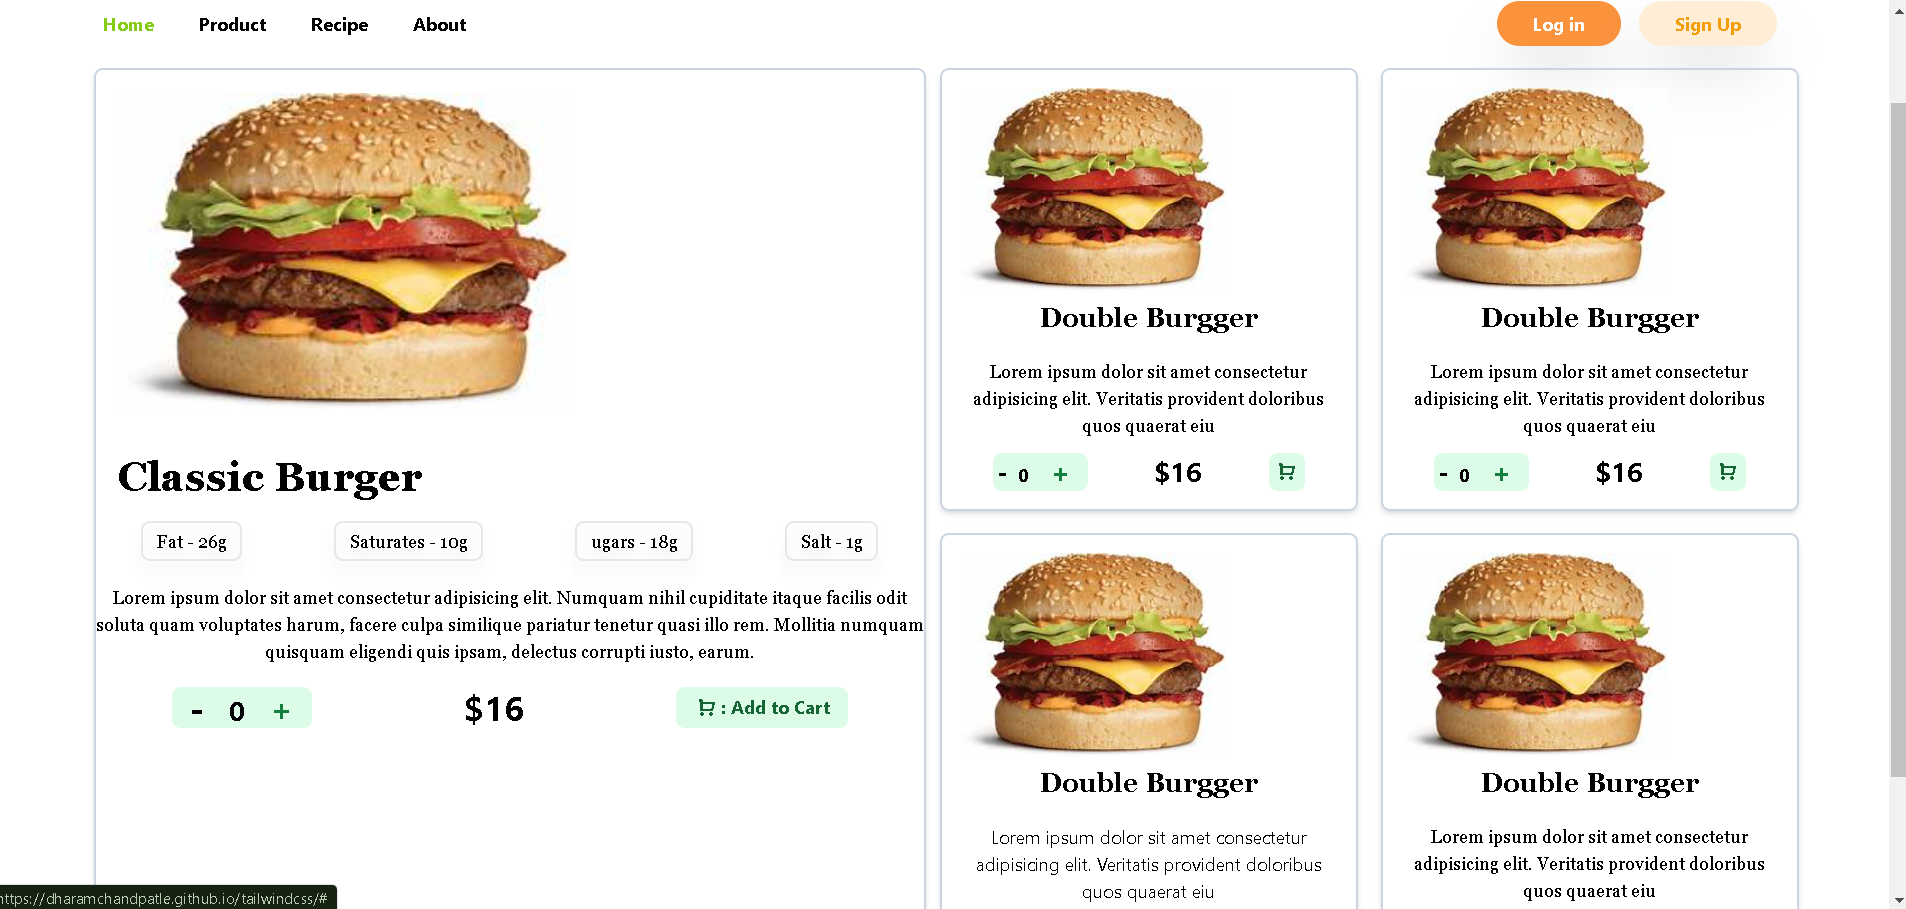 Home Product Recipe About Log in Sign Up
Classic Burger
Fat - 26g Saturates - 10g ugars - 18g Salt - 1g
Lorem ipsum dolor sit amet consectetur adipisicing elit. Numquam nihil cupiditate itaque facilis odit
soluta quam voluptates harum, facere culpa similique pariatur tenetur quasi illo rem. Mollitia numquam
quisquam eligendi quis ipsam, delectus corrupti iusto, earum.
- 0 + $16 : Add to Cart
Double Burgger
Lorem ipsum dolor sit amet consectetur
adipisicing elit. Veritatis provident doloribus
quos quaerat eiu
- 0 + $16
Double Burgger
Lorem ipsum dolor sit amet consectetur
adipisicing elit. Veritatis provident doloribus
quos quaerat eiu
- 0 + $16
Double Burgger
Lorem ipsum dolor sit amet consectetur
adipisicing elit. Veritatis provident doloribus
quos quaerat eiu
Double Burgger
Lorem ipsum dolor sit amet consectetur
adipisicing elit. Veritatis provident doloribus
quos quaerat eiu
https://dharamchandpatle.github.io/tailwindcss/#